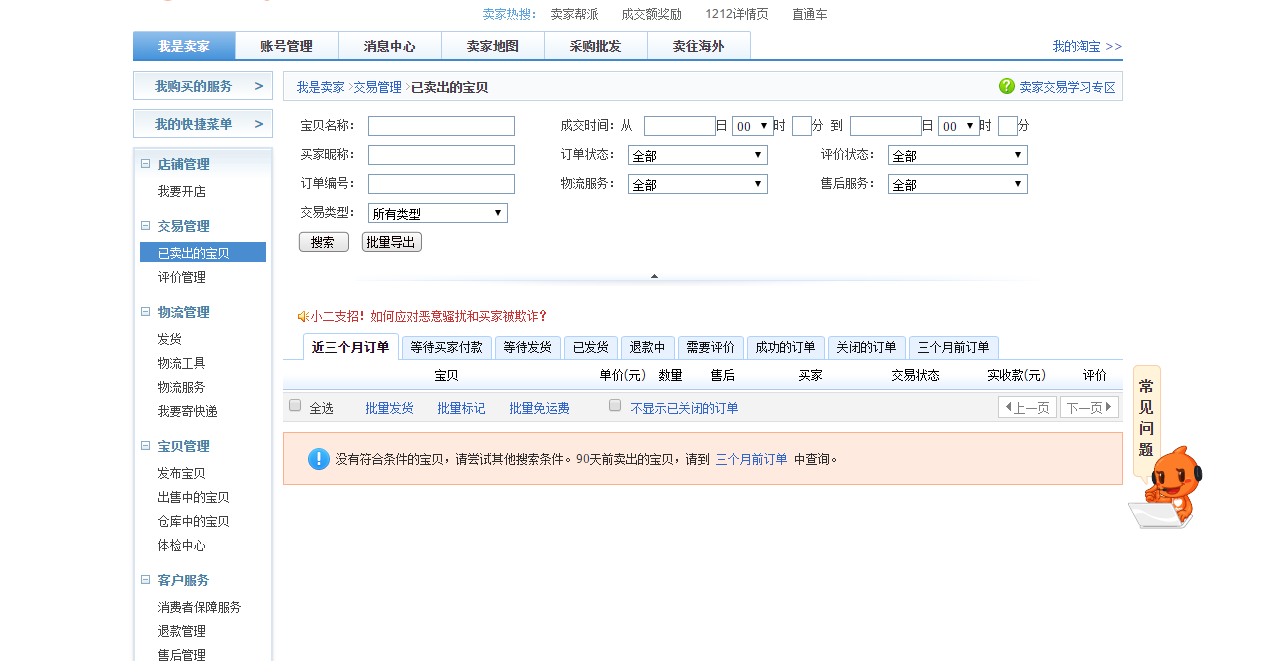 卖家热搜： 卖家帮派 成交额奖励 1212详情页 直通车
我是卖家 账号管理 消息中心 卖家地图 采购批发 卖往海外 我的淘宝 >>
我购买的服务 >
我的快捷菜单 >
店铺管理
我要开店
交易管理
已卖出的宝贝
评价管理
物流管理
发货
物流工具
物流服务
我要寄快递
宝贝管理
发布宝贝
出售中的宝贝
仓库中的宝贝
体检中心
客户服务
消费者保障服务
退款管理
售后管理
我是卖家 > 交易管理 > 已卖出的宝贝 ? 卖家交易学习专区
宝贝名称： 成交时间：从 日 00 时 分 到 日 00 时 分
买家昵称： 订单状态： 全部 评价状态： 全部
订单编号： 物流服务： 全部 售后服务： 全部
交易类型： 所有类型
搜索 批量导出
小二支招！如何应对恶意骚扰和买家被欺诈？
近三个月订单 等待买家付款 等待发货 已发货 退款中 需要评价 成功的订单 关闭的订单 三个月前订单
宝贝 单价(元) 数量 售后 买家 交易状态 实收款(元) 评价
全选 批量发货 批量标记 批量免运费 不显示已关闭的订单 上一页 下一页
没有符合条件的宝贝，请尝试其他搜索条件。90天前卖出的宝贝，请到 三个月前订单 中查询。
常见问题